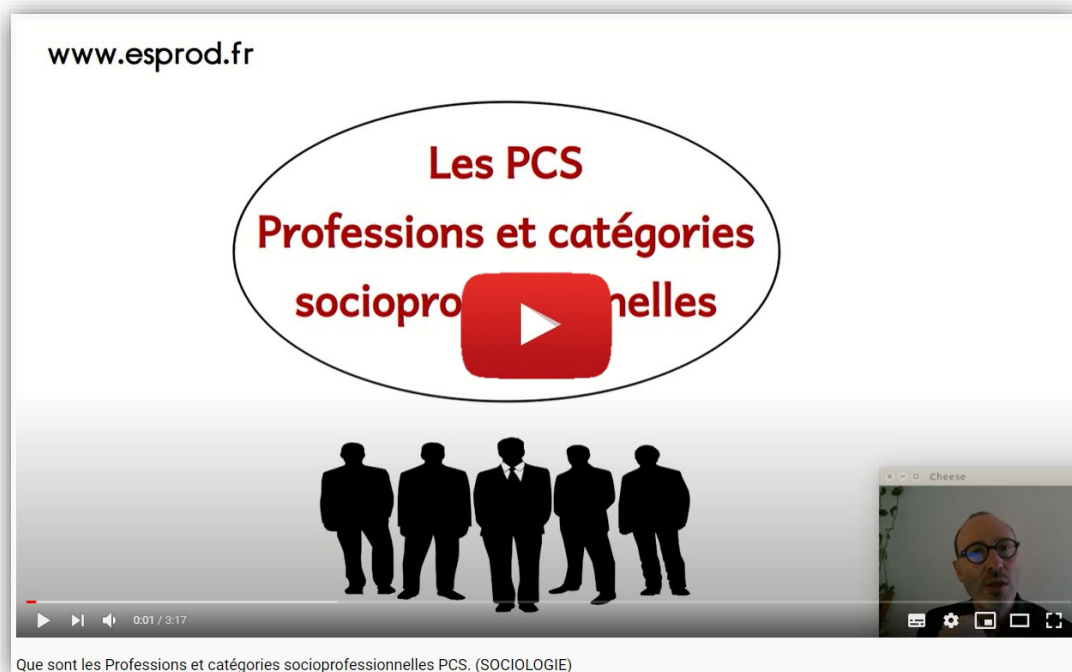 www.esprod.fr
Les PCS
Professions et catégories
sociopro nelles
Cheese
0:01 / 3:17
Que sont les Professions et catégories socioprofessionnelles PCS. (SOCIOLOGIE)